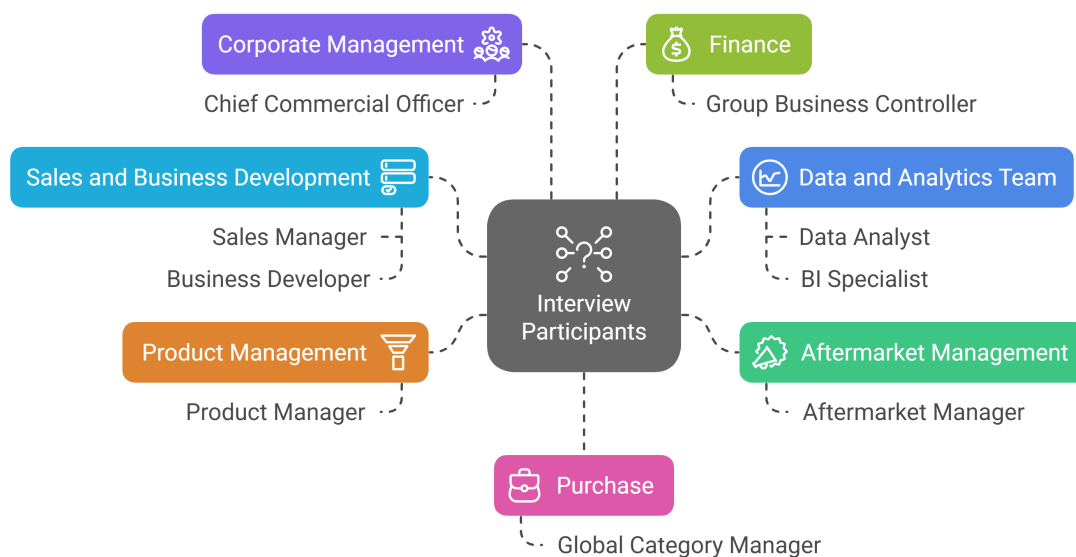 Corporate Management
Chief Commercial Officer
Finance
$
Group Business Controller
Sales and Business Development
Sales Manager
Business Developer
Data and Analytics Team
Data Analyst
BI Specialist
?
Interview
Participants
Product Management
Product Manager
Aftermarket Management
Aftermarket Manager
Purchase
Global Category Manager